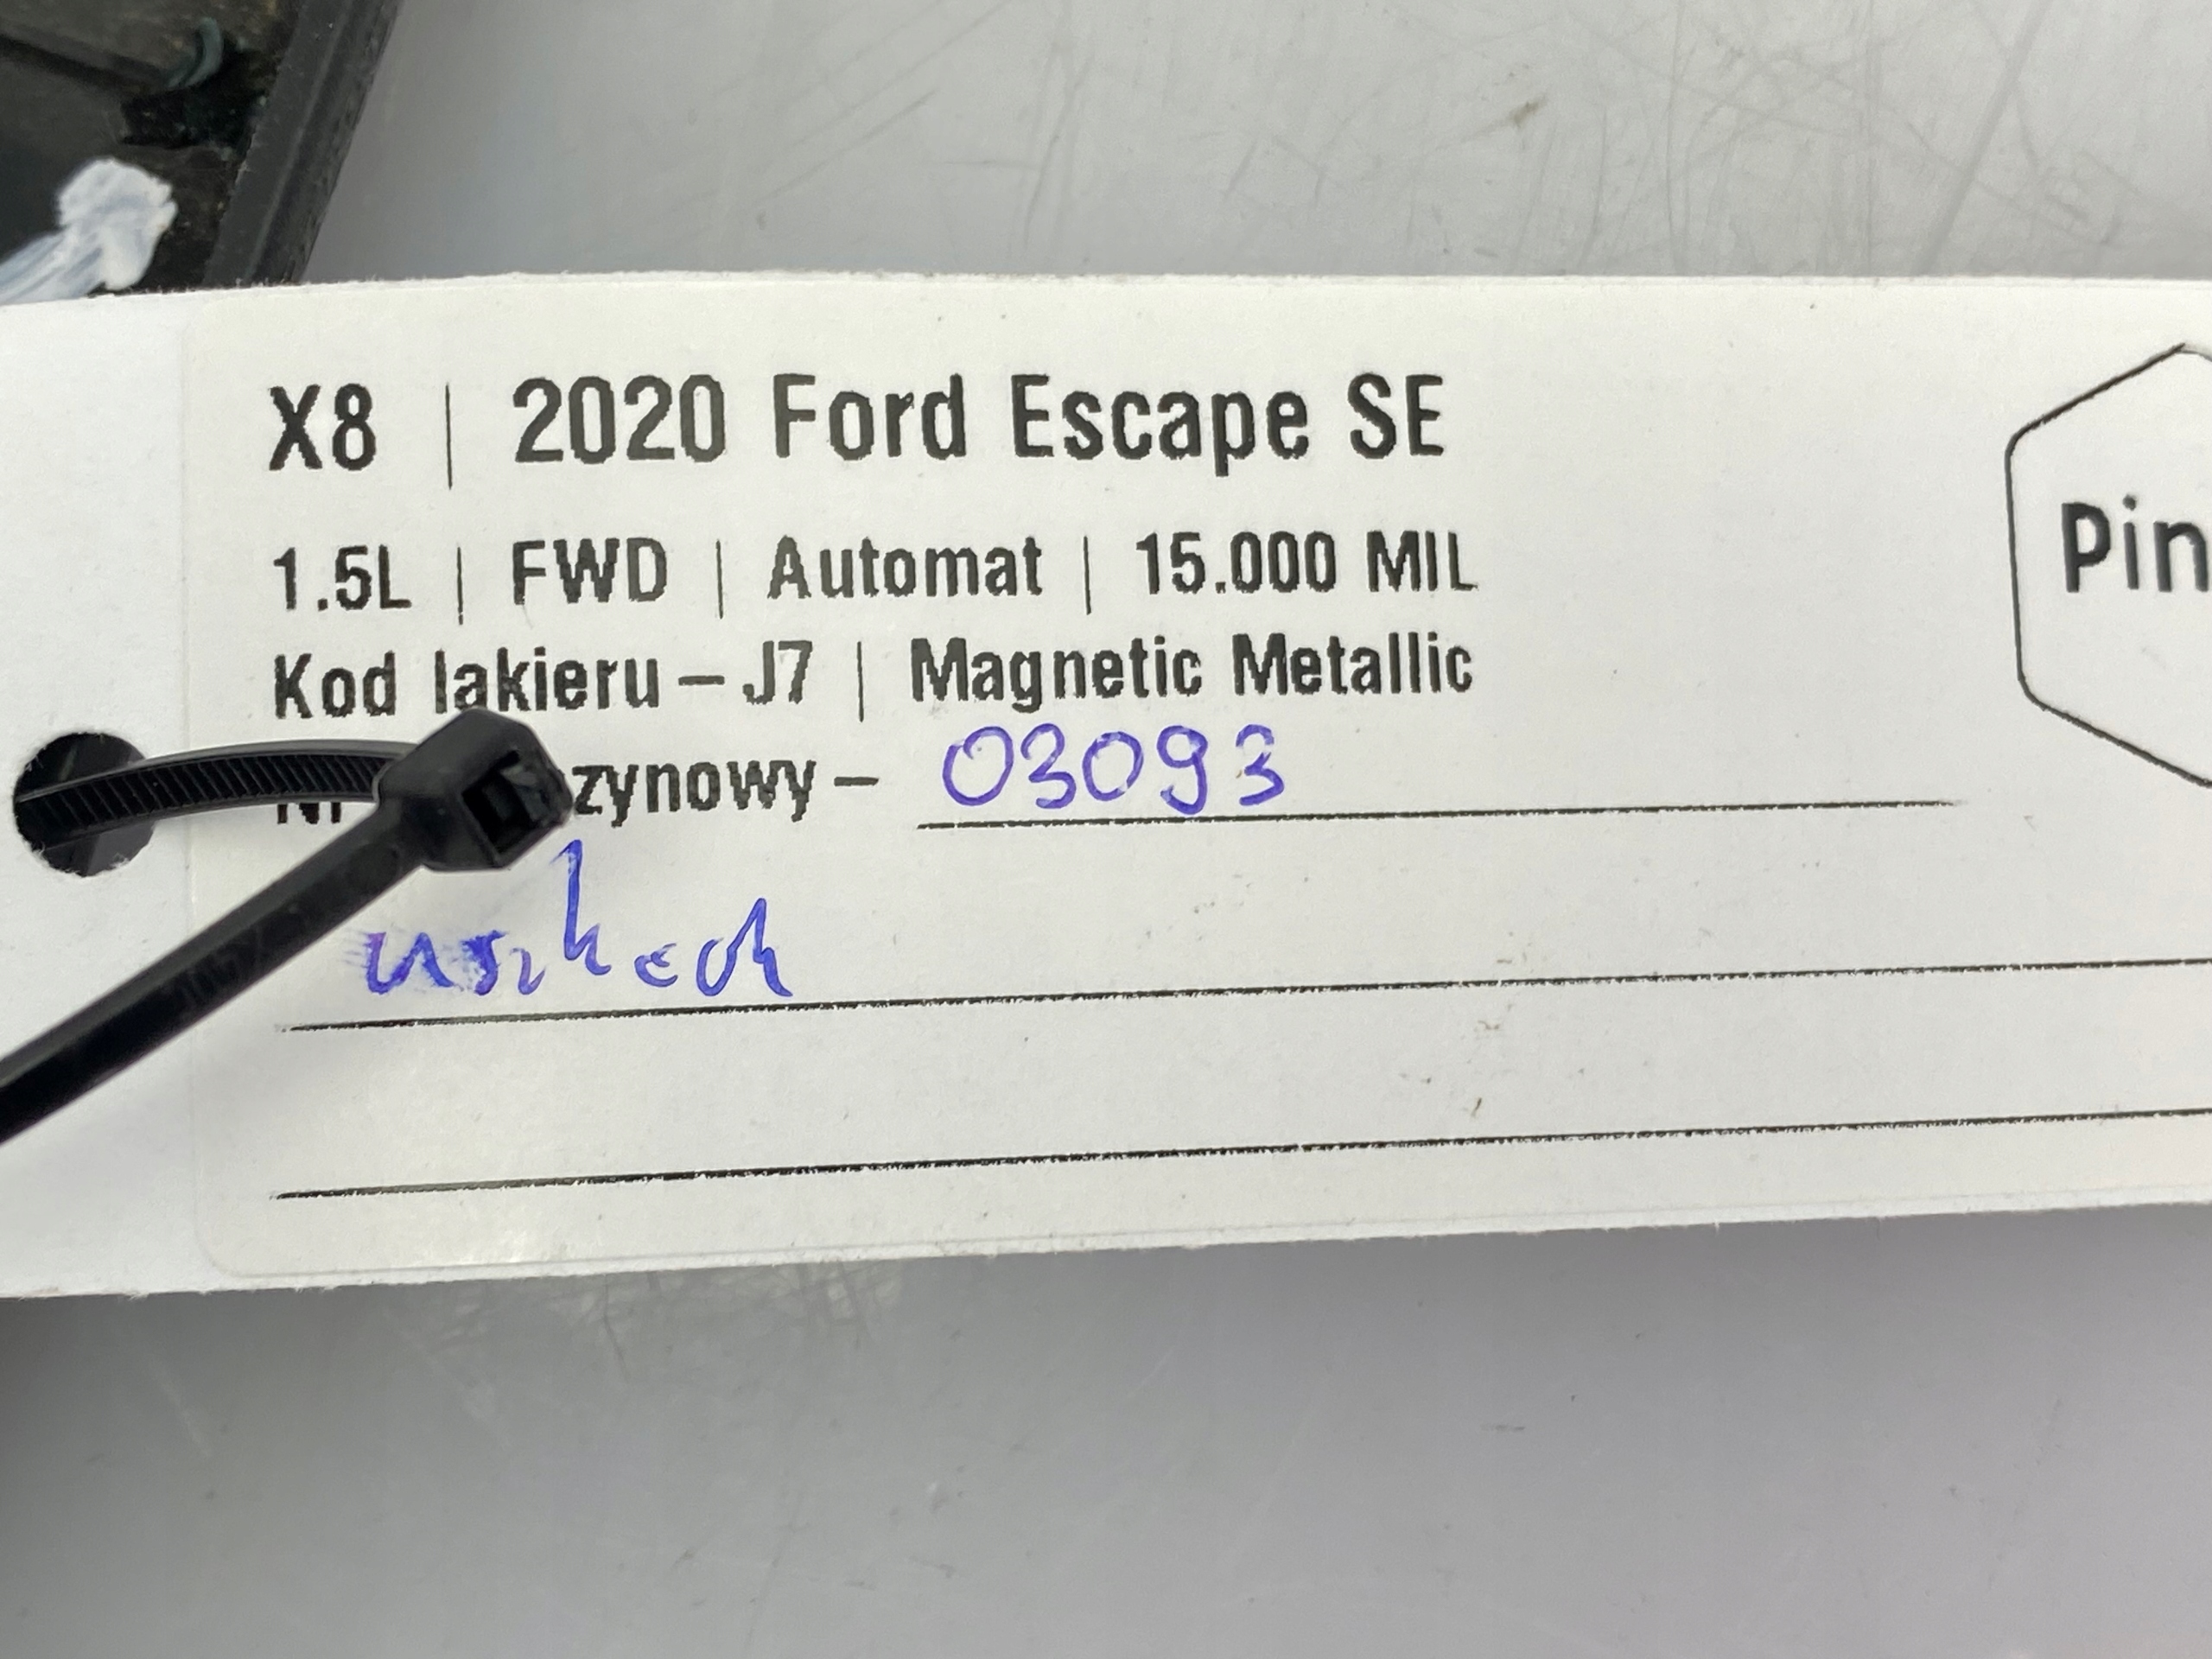 X8 | 2020 Ford Escape SE
1.5L | FWD | Automat | 15.000 MIL
Kod lakieru – J7 | Magnetic Metallic
Nr zynowy – 03093
Pin